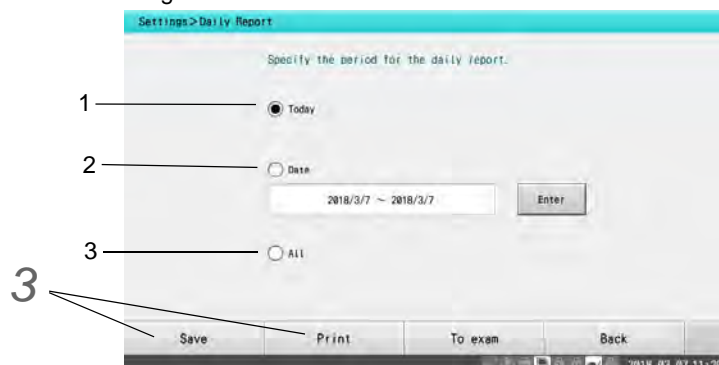 Settings>Daily Report
Specify the period for the daily report.
1
Today
2
Date
2018/3/7 ~ 2018/3/7
Enter
3
All
3
Save
Print
To exam
Back